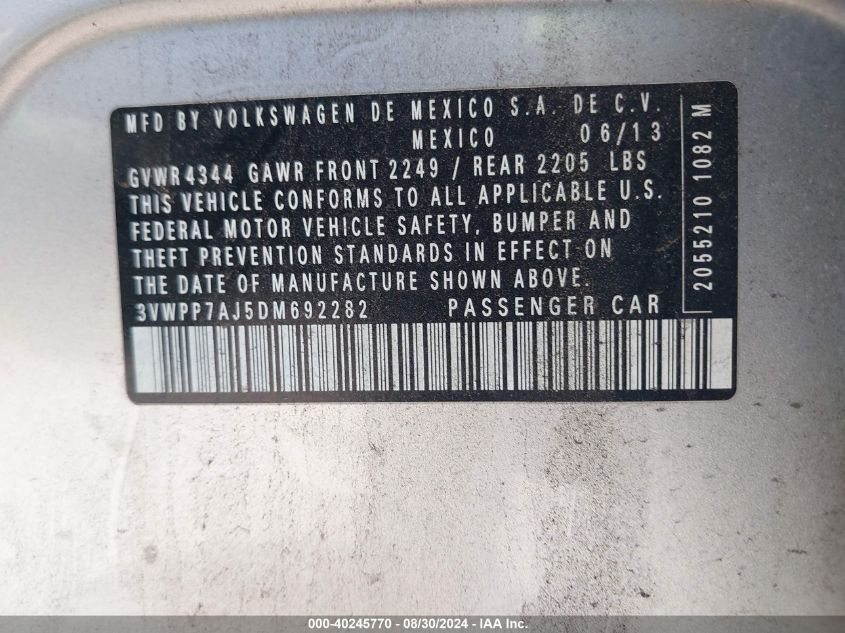 MFD BY VOLKSWAGEN DE MEXICO S.A. DE C.V.
MEXICO 06/13
GVWR 4344 GAWR FRONT 2249 / REAR 2205 LBS
THIS VEHICLE CONFORMS TO ALL APPLICABLE U.S.
FEDERAL MOTOR VEHICLE SAFETY, BUMPER AND
THEFT PREVENTION STANDARDS IN EFFECT ON
THE DATE OF MANUFACTURE SHOWN ABOVE.
3VWPP7AJ5DM692282 PASSENGER CAR
2055210 1082 M
000-40245770 - 08/30/2024 - IAA Inc.